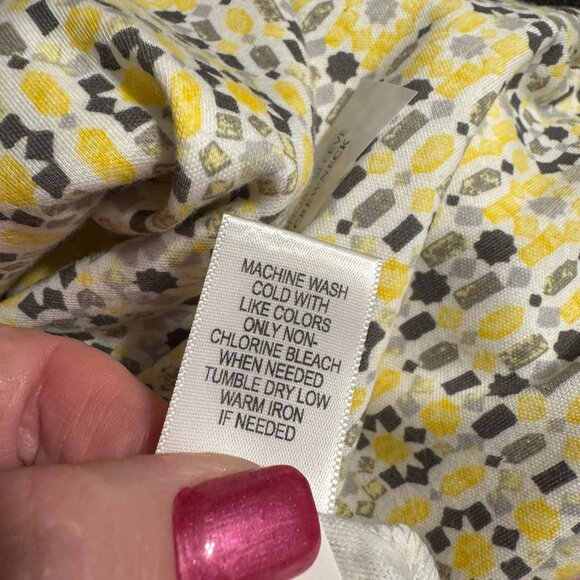 MACHINE WASH
COLD WITH
LIKE COLORS
ONLY NON-
CHLORINE BLEACH
WHEN NEEDED
TUMBLE DRY LOW
WARM IRON
IF NEEDED